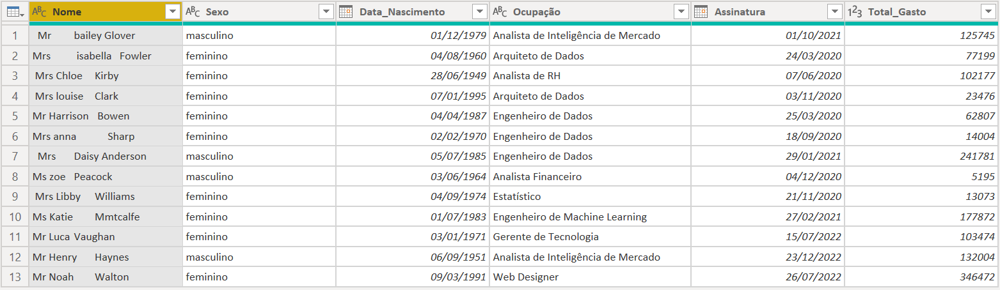 ABC Nome ABC Sexo Data_Nascimento ABC Ocupação Assinatura 123 Total_Gasto
1 Mr bailey Glover masculino 01/12/1979 Analista de Inteligência de Mercado 01/10/2021 125745
2 Mrs isabella Fowler feminino 04/08/1960 Arquiteto de Dados 24/03/2020 77199
3 Mrs Chloe Kirby feminino 28/06/1949 Analista de RH 07/06/2020 102177
4 Mrs louise Clark feminino 07/01/1995 Arquiteto de Dados 03/11/2020 23476
5 Mr Harrison Bowen feminino 04/04/1987 Engenheiro de Dados 25/03/2020 62807
6 Mrs anna Sharp feminino 02/02/1970 Engenheiro de Dados 18/09/2020 14004
7 Mrs Daisy Anderson masculino 05/07/1985 Engenheiro de Dados 29/01/2021 241781
8 Ms zoe Peacock masculino 03/06/1964 Analista Financeiro 04/12/2020 5195
9 Mrs Libby Williams feminino 04/09/1974 Estatístico 21/11/2020 13073
10 Ms Katie Mmtcalfe feminino 01/07/1983 Engenheiro de Machine Learning 27/02/2021 177872
11 Mr Luca Vaughan feminino 03/01/1971 Gerente de Tecnologia 15/07/2022 103474
12 Mr Henry Haynes masculino 06/09/1951 Analista de Inteligência de Mercado 23/12/2022 132004
13 Mr Noah Walton feminino 09/03/1991 Web Designer 26/07/2022 346472